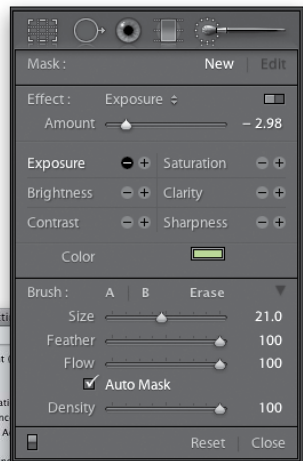 Mask : New | Edit
Effect : Exposure
Amount – 2.98
Exposure Saturation
Brightness Clarity
Contrast Sharpness
Color
Brush : A | B Erase
Size 21.0
Feather 100
Flow 100
Auto Mask
Density 100
Reset | Close